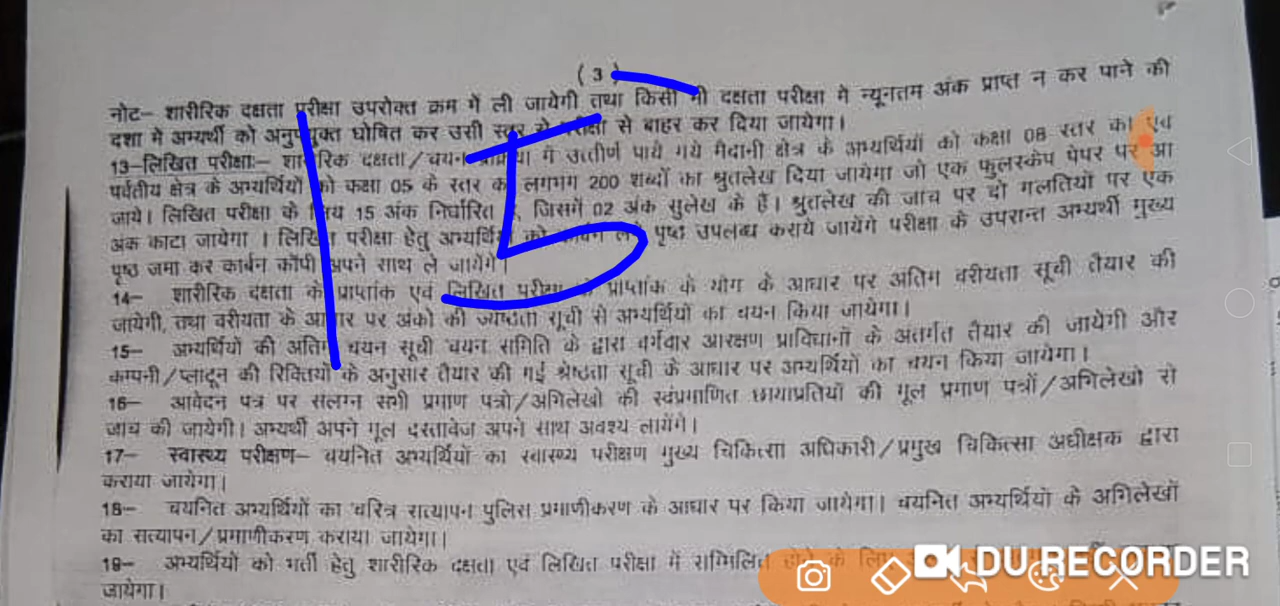 ( 3 )
नोट– शारीरिक दक्षता परीक्षा उपरोक्त क्रम में ली जायेगी तथा किसी भी दक्षता परीक्षा में न्यूनतम अंक प्राप्त न कर पाने की
दशा में अभ्यर्थी को अनुपयुक्त घोषित कर उसी स्तर से परीक्षा से बाहर कर दिया जायेगा।
13–लिखित परीक्षाः– शारीरिक दक्षता/चयन प्रक्रिया में उत्तीर्ण पाये गये मैदानी क्षेत्र के अभ्यर्थियों को कक्षा 08 स्तर का एवं
पर्वतीय क्षेत्र के अभ्यर्थियों को कक्षा 05 के स्तर का लगभग 200 शब्दों का श्रुतलेख दिया जायेगा जो एक फुलस्कैप पेपर पर आ
जाये। लिखित परीक्षा के लिय 15 अंक निर्धारित जिसमें 02 अंक सुलेख के हैं। श्रुतलेख की जांच पर दो गलतियों पर एक
अंक काटा जायेगा । लिखित परीक्षा हेतु अभ्यर्थियों को पृष्ठ उपलब्ध कराये जायेंगे परीक्षा के उपरान्त अभ्यर्थी मुख्य
पृष्ठ जमा कर कार्बन कॉपी अपने साथ ले जायेंगे।
14– शारीरिक दक्षता के प्राप्तांक एवं लिखित परीक्षा के प्राप्तांक के योग के आधार पर अंतिम वरीयता सूची तैयार की
जायेगी, तथा वरीयता के आधार पर अंको की ज्येष्ठता सूची से अभ्यर्थियों का चयन किया जायेगा।
15– अभ्यर्थियों की अंतिम चयन सूची चयन समिति के द्वारा वर्गवार आरक्षण प्राविधानों के अंतर्गत तैयार की जायेगी और
कम्पनी/प्लाटून की रिक्तियों के अनुसार तैयार की गई श्रेष्ठता सूची के आधार पर अभ्यर्थियों का चयन किया जायेगा।
16– आवेदन पत्र पर संलग्न सभी प्रमाण पत्रो/अभिलेखो की स्वंप्रमाणित छायाप्रतियों की मूल प्रमाण पत्रों/अभिलेखो से
जांच की जायेगी। अभ्यर्थी अपने मूल दस्तावेज अपने साथ अवश्य लायेंगे।
17– स्वास्थ्य परीक्षण– चयनित अभ्यर्थियों का स्वास्थ्य परीक्षण मुख्य चिकित्सा अधिकारी/प्रमुख चिकित्सा अधीक्षक द्वारा
कराया जायेगा।
18– चयनित अभ्यर्थियों का चरित्र सत्यापन पुलिस प्रमाणीकरण के आधार पर किया जायेगा। चयनित अभ्यर्थियों के अभिलेखों
का सत्यापन/प्रमाणीकरण कराया जायेगा।
19– अभ्यर्थियों को भर्ती हेतु शारीरिक दक्षता एवं लिखित परीक्षा में सम्मिलित होने के लिए
जायेगा।
15
DU RECORDER